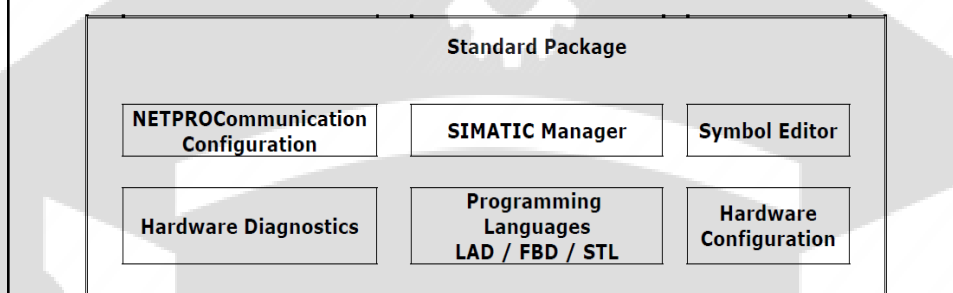 Standard Package
NETPROCommunication
Configuration
SIMATIC Manager
Symbol Editor
Hardware Diagnostics
Programming
Languages
LAD / FBD / STL
Hardware
Configuration